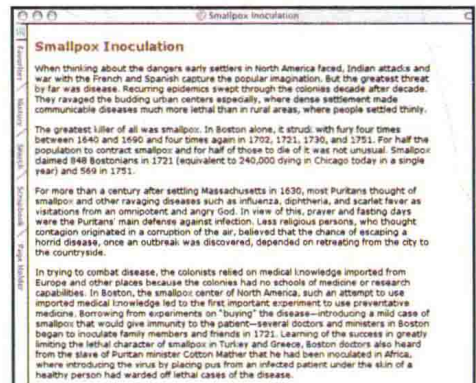 Smallpox Inoculation
Smallpox Inoculation
When thinking about the dangers early settlers in North America faced, Indian attacks and
war with the French and Spanish capture the popular imagination. But the greatest threat
by far was disease. Recurring epidemics swept through the colonies decade after decade.
They ravaged the budding urban centers especially, where dense settlement made
communicable diseases much more lethal than in rural areas, where people settled thinly.
The greatest killer of all was smallpox. In Boston alone, it struck with fury four times
between 1640 and 1690 and four times again in 1702, 1721, 1730, and 1751. For half the
population to contract smallpox and for half of those to die of it was not unusual. Smallpox
claimed 848 Bostonians in 1721 (equivalent to 240,000 dying in Chicago today in a single
year) and 569 in 1751.
For more than a century after settling Massachusetts in 1630, most Puritans thought of
smallpox and other ravaging diseases such as influenza, diphtheria, and scarlet fever as
visitations from an omnipotent and angry God. In view of this, prayer and fasting days
were the Puritans' main defense against infection. Less religious persons, who thought
contagion originated in a corruption of the air, believed that the chance of escaping a
horrid disease, once an outbreak was discovered, depended on retreating from the city to
the countryside.
In trying to combat disease, the colonists relied on medical knowledge imported from
Europe and other places because the colonies had no schools of medicine or research
capabilities. In Boston, the smallpox center of North America, such an attempt to use
imported medical knowledge led to the first important experiment to use preventative
medicine. Borrowing from experiments on "buying" the disease—introducing a mild case of
smallpox that would give immunity to the patient—several doctors and ministers in Boston
began to inoculate family members and friends in 1721. Learning of the success in greatly
limiting the lethal character of smallpox in Turkey and Greece, Boston doctors also heard
from the slave of Puritan minister Cotton Mather that he had been inoculated in Africa,
where introducing the virus by placing pus from an infected patient under the skin of a
healthy person had warded off lethal cases of the disease.
Favorites
History
Search
Scrapbook
Page Holder